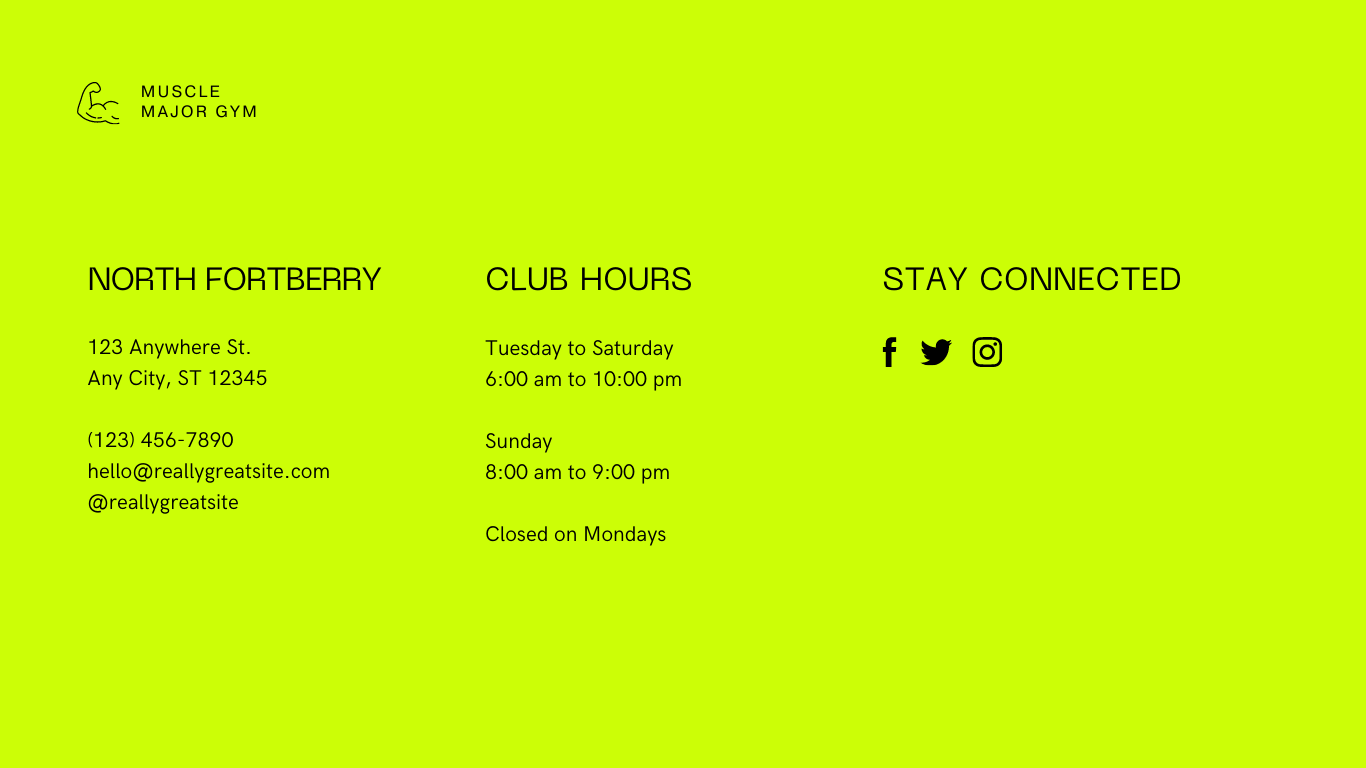 MUSCLE
MAJOR GYM
NORTH FORTBERRY
123 Anywhere St.
Any City, ST 12345
(123) 456-7890
hello@reallygreatsite.com
@reallygreatsite
CLUB HOURS
Tuesday to Saturday
6:00 am to 10:00 pm
Sunday
8:00 am to 9:00 pm
Closed on Mondays
STAY CONNECTED